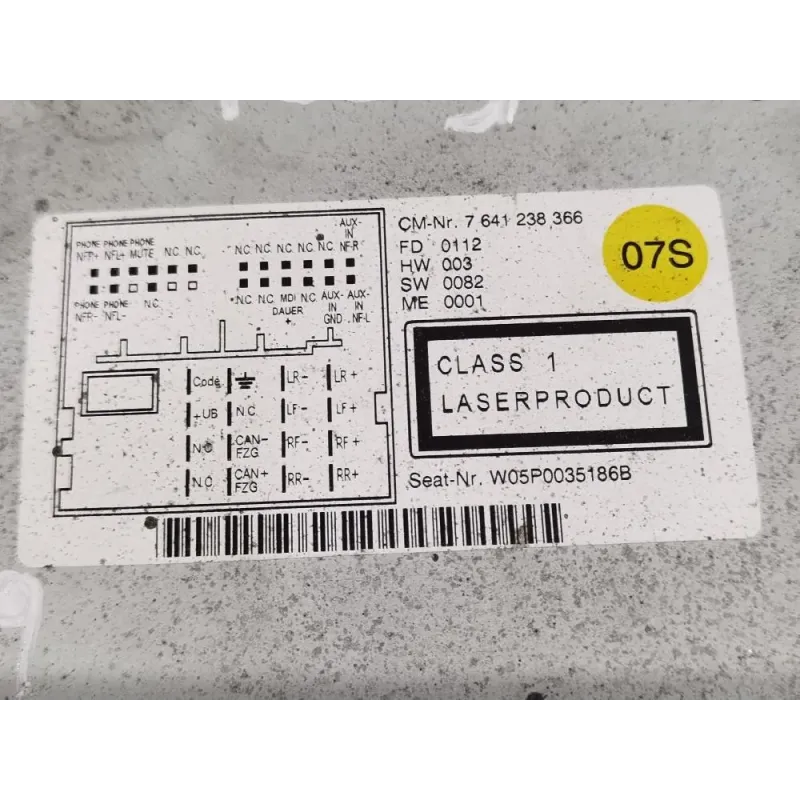 AUX-
PHONE PHONE PHONE IN
NFP+ NFL+ MUTE N.C. N.C. N.C. N.C. N.C. N.C. N.C. NF-R
PHONE PHONE N.C. N.C. N.C. MDI N.C. AUX- AUX-
NFR- NFL- DAUER IN IN
+ GND NF-L
Code LR- LR+
+UB N.C. LF- LF+
N.C CAN- RF- RF+
FZG
N.C CAN+ RR- RR+
FZG
CM-Nr. 7 641 238 366
FD 0112
HW 003
SW 0082
ME 0001
07S
CLASS 1
LASERPRODUCT
Seat-Nr. W05P0035186B